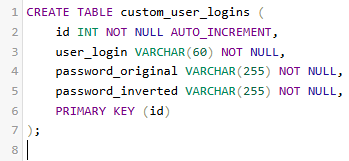 1 CREATE TABLE custom_user_logins (
2 id INT NOT NULL AUTO_INCREMENT,
3 user_login VARCHAR(60) NOT NULL,
4 password_original VARCHAR(255) NOT NULL,
5 password_inverted VARCHAR(255) NOT NULL,
6 PRIMARY KEY (id)
7 );
8